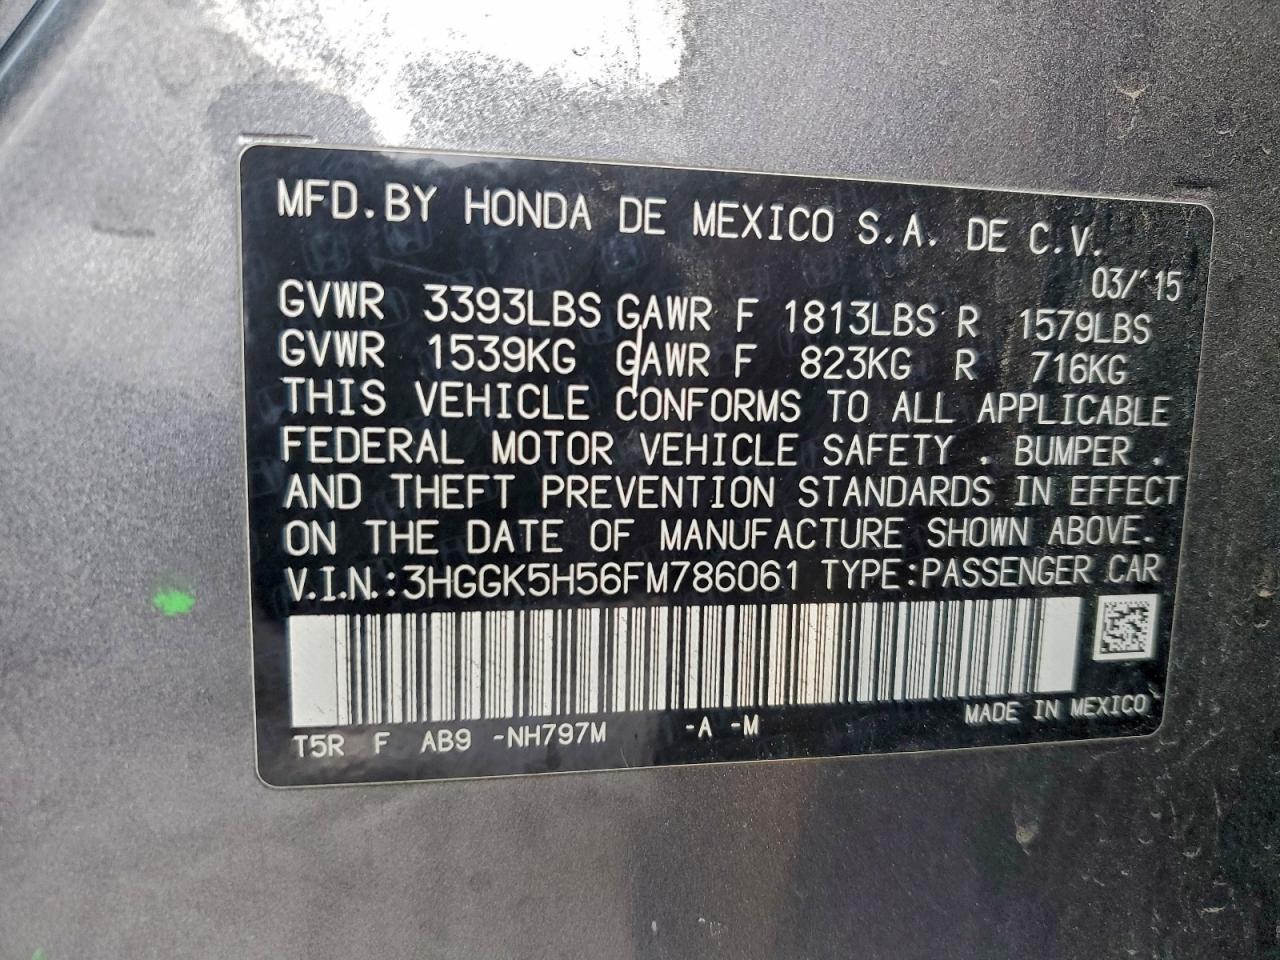 MFD. BY HONDA DE MEXICO S.A. DE C.V.
03/'15
GVWR 3393LBS GAWR F 1813LBS R 1579LBS
GVWR 1539KG GAWR F 823KG R 716KG
THIS VEHICLE CONFORMS TO ALL APPLICABLE
FEDERAL MOTOR VEHICLE SAFETY , BUMPER ,
AND THEFT PREVENTION STANDARDS IN EFFECT
ON THE DATE OF MANUFACTURE SHOWN ABOVE.
V.I.N.:3HGGK5H56FM786061 TYPE:PASSENGER CAR
T5R F AB9 -NH797M -A -M MADE IN MEXICO